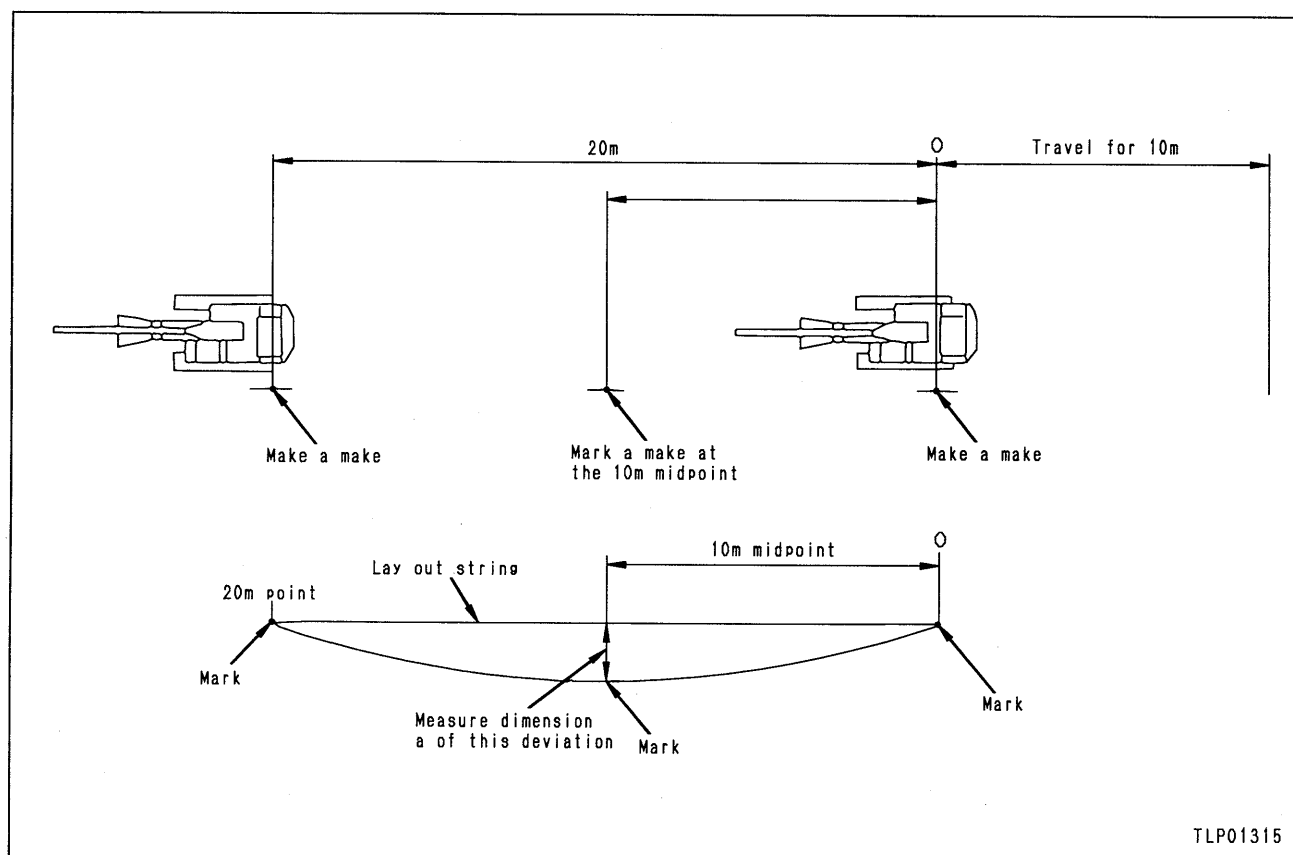 20m
O
Travel for 10m
Make a make
Mark a make at
the 10m midpoint
Make a make
10m midpoint
O
Lay out string
20m point
Mark
Measure dimension
a of this deviation
Mark
Mark
TLP01315